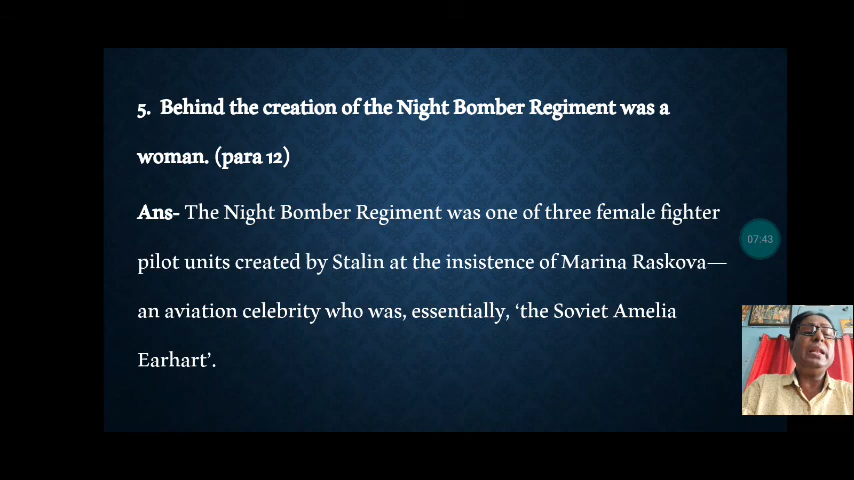 5. Behind the creation of the Night Bomber Regiment was a
woman. (para 12)
Ans- The Night Bomber Regiment was one of three female fighter
pilot units created by Stalin at the insistence of Marina Raskova—
an aviation celebrity who was, essentially, ‘the Soviet Amelia
Earhart’.
07:43